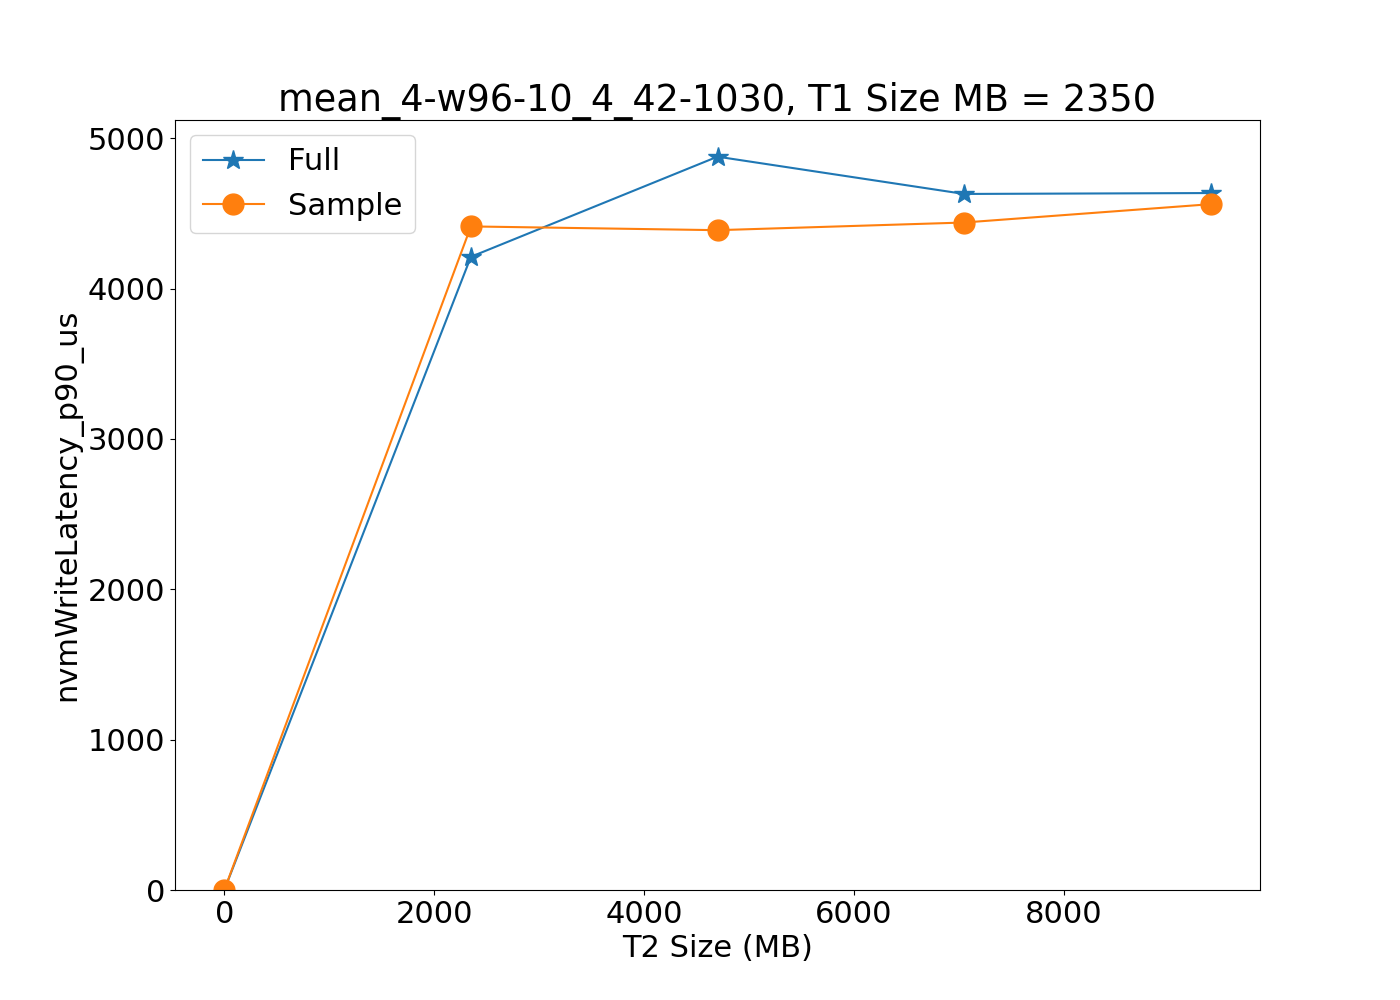 mean_4-w96-10_4_42-1030, T1 Size MB = 2350
Full
Sample
nvmWriteLatency_p90_us
5000
4000
3000
2000
1000
0
0 2000 4000 6000 8000
T2 Size (MB)